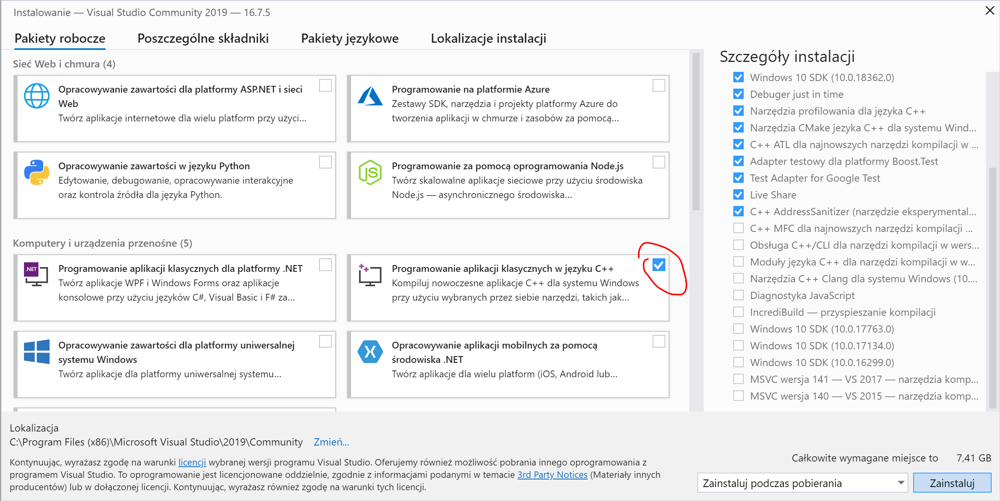 Instalowanie — Visual Studio Community 2019 — 16.7.5
Pakiety robocze
Poszczególne składniki
Pakiety językowe
Lokalizacje instalacji
Sieć Web i chmura (4)
Opracowywanie zawartości dla platformy ASP.NET i sieci
Web
Twórz aplikacje internetowe dla wielu platform przy użyci...
Programowanie na platformie Azure
Zestawy SDK, narzędzia i projekty platformy Azure do
tworzenia aplikacji w chmurze i zasobów za pomocą...
Opracowywanie zawartości w języku Python
Edytowanie, debugowanie, opracowywanie interakcyjne
oraz kontrola źródła dla języka Python.
JS
Programowanie za pomocą oprogramowania Node.js
Twórz skalowalne aplikacje sieciowe przy użyciu środowiska
Node.js — asynchronicznego środowiska...
Komputery i urządzenia przenośne (5)
.NET
Programowanie aplikacji klasycznych dla platformy .NET
Twórz aplikacje WPF i Windows Forms oraz aplikacje
konsolowe przy użyciu języków C#, Visual Basic i F# za...
Programowanie aplikacji klasycznych w języku C++
Kompiluj nowoczesne aplikacje C++ dla systemu Windows
przy użyciu wybranych przez siebie narzędzi, takich jak...
Opracowywanie zawartości dla platformy uniwersalnej
systemu Windows
Twórz aplikacje dla platformy uniwersalnej systemu...
Opracowywanie aplikacji mobilnych za pomocą
środowiska .NET
Twórz aplikacje dla wielu platform (iOS, Android lub...
Szczegóły instalacji
Windows 10 SDK (10.0.18362.0)
Debuger just in time
Narzędzia profilowania dla języka C++
Narzędzia CMake jezyka C++ dla systemu Wind...
C++ ATL dla najnowszych narzędzi kompilacji w ...
Adapter testowy dla platformy Boost.Test
Test Adapter for Google Test
Live Share
C++ AddressSanitizer (narzędzie eksperymental...
C++ MFC dla najnowszych narzędzi kompilacji ...
Obsługa C++/CLI dla narzędzi kompilacji w wers...
Moduły języka C++ dla narzędzi kompilacji w w...
Narzędzia C++ Clang dla systemu Windows (10....
Diagnostyka JavaScript
IncrediBuild — przyspieszanie kompilacji
Windows 10 SDK (10.0.17763.0)
Windows 10 SDK (10.0.17134.0)
Windows 10 SDK (10.0.16299.0)
MSVC wersja 141 — VS 2017 — narzędzia komp...
MSVC wersja 140 — VS 2015 — narzędzia komp...
Lokalizacja
C:\Program Files (x86)\Microsoft Visual Studio\2019\Community Zmień...
Kontynuując, wyrażasz zgodę na warunki licencji wybranej wersji programu Visual Studio. Oferujemy również możliwość pobrania innego oprogramowania z
programem Visual Studio. To oprogramowanie jest licencjonowane oddzielnie, zgodnie z informacjami podanymi w temacie 3rd Party Notices (Materiały innych
producentów) lub w dołączonej licencji. Kontynuując, wyrażasz również zgodę na warunki tych licencji.
Całkowite wymagane miejsce to 7,41 GB
Zainstaluj podczas pobierania
Zainstaluj